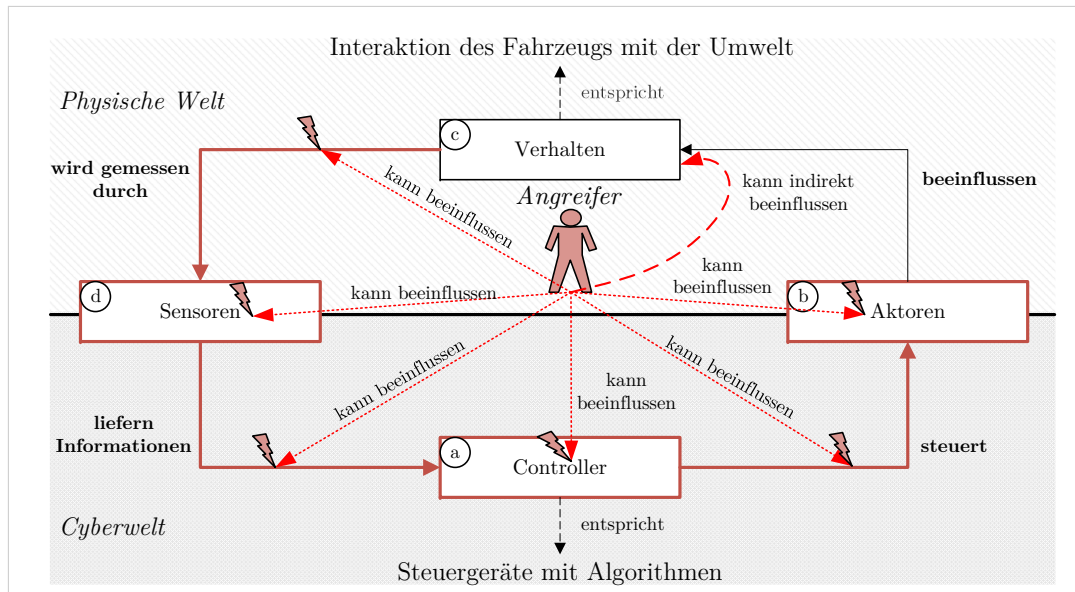 Interaktion des Fahrzeugs mit der Umwelt
entspricht
Physische Welt
c
Verhalten
wird gemessen
durch
kann beeinflussen
Angreifer
kann indirekt
beeinflussen
beeinflussen
d
Sensoren
kann beeinflussen
kann
beeinflussen
b
Aktoren
kann beeinflussen
kann
beeinflussen
kann beeinflussen
liefern
Informationen
a
Controller
steuert
entspricht
Cyberwelt
Steuergeräte mit Algorithmen